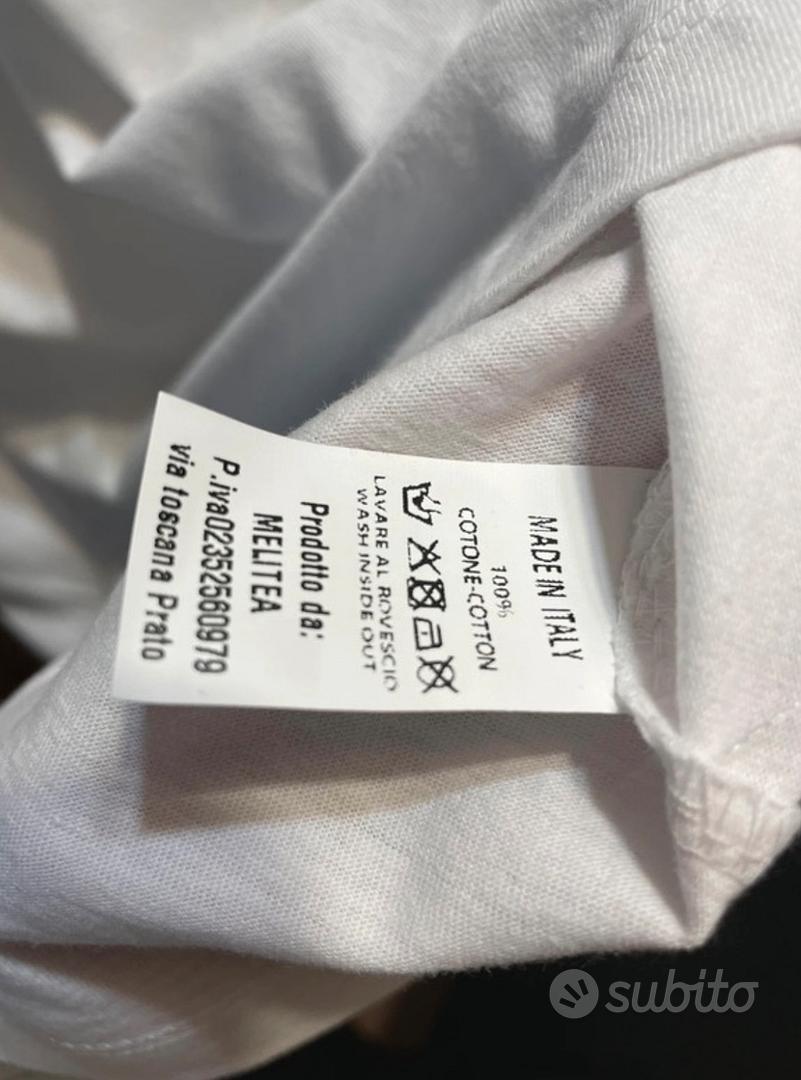 MADE IN ITALY
100%
COTONE-COTTON
LAVARE AL ROVESCIO
WASH INSIDE OUT
Prodotto da:
MELITEA
P.iva02352560979
via toscana Prato
subito